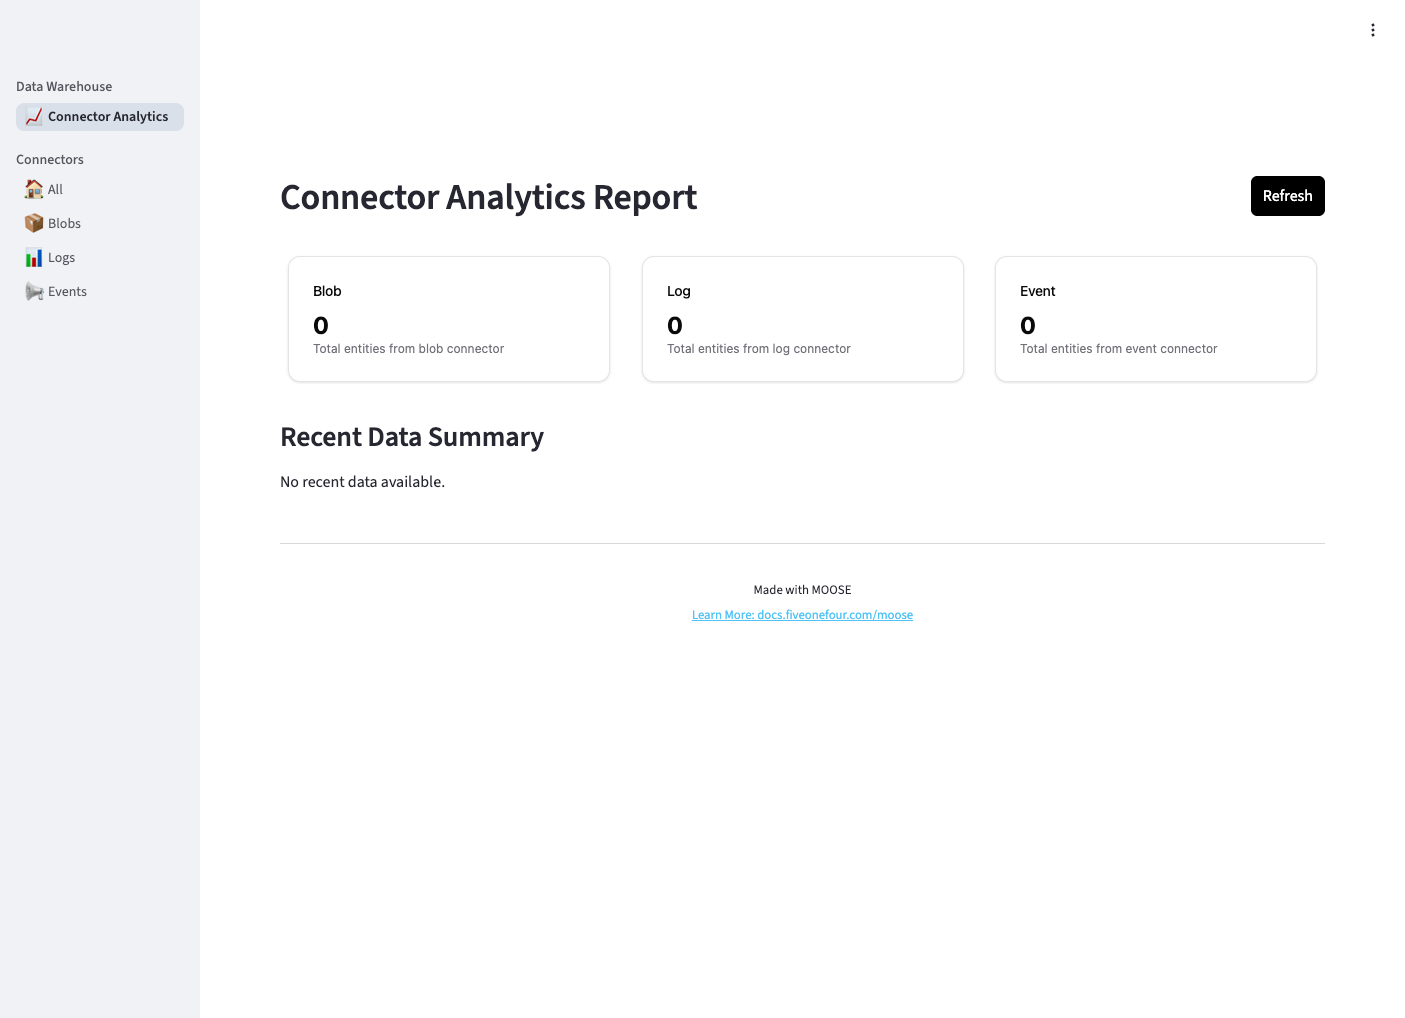 Data Warehouse
Connector Analytics
Connectors
All
Blobs
Logs
Events
Connector Analytics Report
Refresh
Blob
0
Total entities from blob connector
Log
0
Total entities from log connector
Event
0
Total entities from event connector
Recent Data Summary
No recent data available.
Made with MOOSE
Learn More: docs.fiveonefour.com/moose